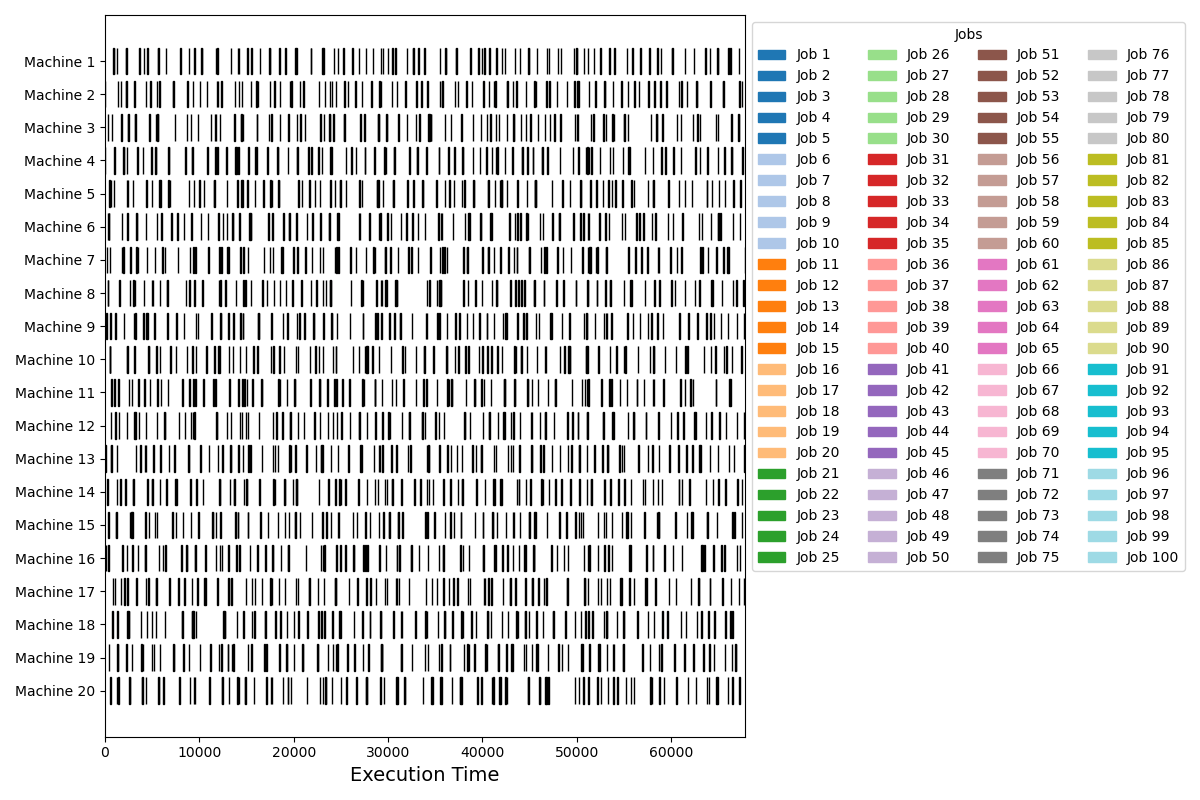 Machine 1
Machine 2
Machine 3
Machine 4
Machine 5
Machine 6
Machine 7
Machine 8
Machine 9
Machine 10
Machine 11
Machine 12
Machine 13
Machine 14
Machine 15
Machine 16
Machine 17
Machine 18
Machine 19
Machine 20
0 10000 20000 30000 40000 50000 60000
Execution Time
Jobs
Job 1 Job 26 Job 51 Job 76
Job 2 Job 27 Job 52 Job 77
Job 3 Job 28 Job 53 Job 78
Job 4 Job 29 Job 54 Job 79
Job 5 Job 30 Job 55 Job 80
Job 6 Job 31 Job 56 Job 81
Job 7 Job 32 Job 57 Job 82
Job 8 Job 33 Job 58 Job 83
Job 9 Job 34 Job 59 Job 84
Job 10 Job 35 Job 60 Job 85
Job 11 Job 36 Job 61 Job 86
Job 12 Job 37 Job 62 Job 87
Job 13 Job 38 Job 63 Job 88
Job 14 Job 39 Job 64 Job 89
Job 15 Job 40 Job 65 Job 90
Job 16 Job 41 Job 66 Job 91
Job 17 Job 42 Job 67 Job 92
Job 18 Job 43 Job 68 Job 93
Job 19 Job 44 Job 69 Job 94
Job 20 Job 45 Job 70 Job 95
Job 21 Job 46 Job 71 Job 96
Job 22 Job 47 Job 72 Job 97
Job 23 Job 48 Job 73 Job 98
Job 24 Job 49 Job 74 Job 99
Job 25 Job 50 Job 75 Job 100